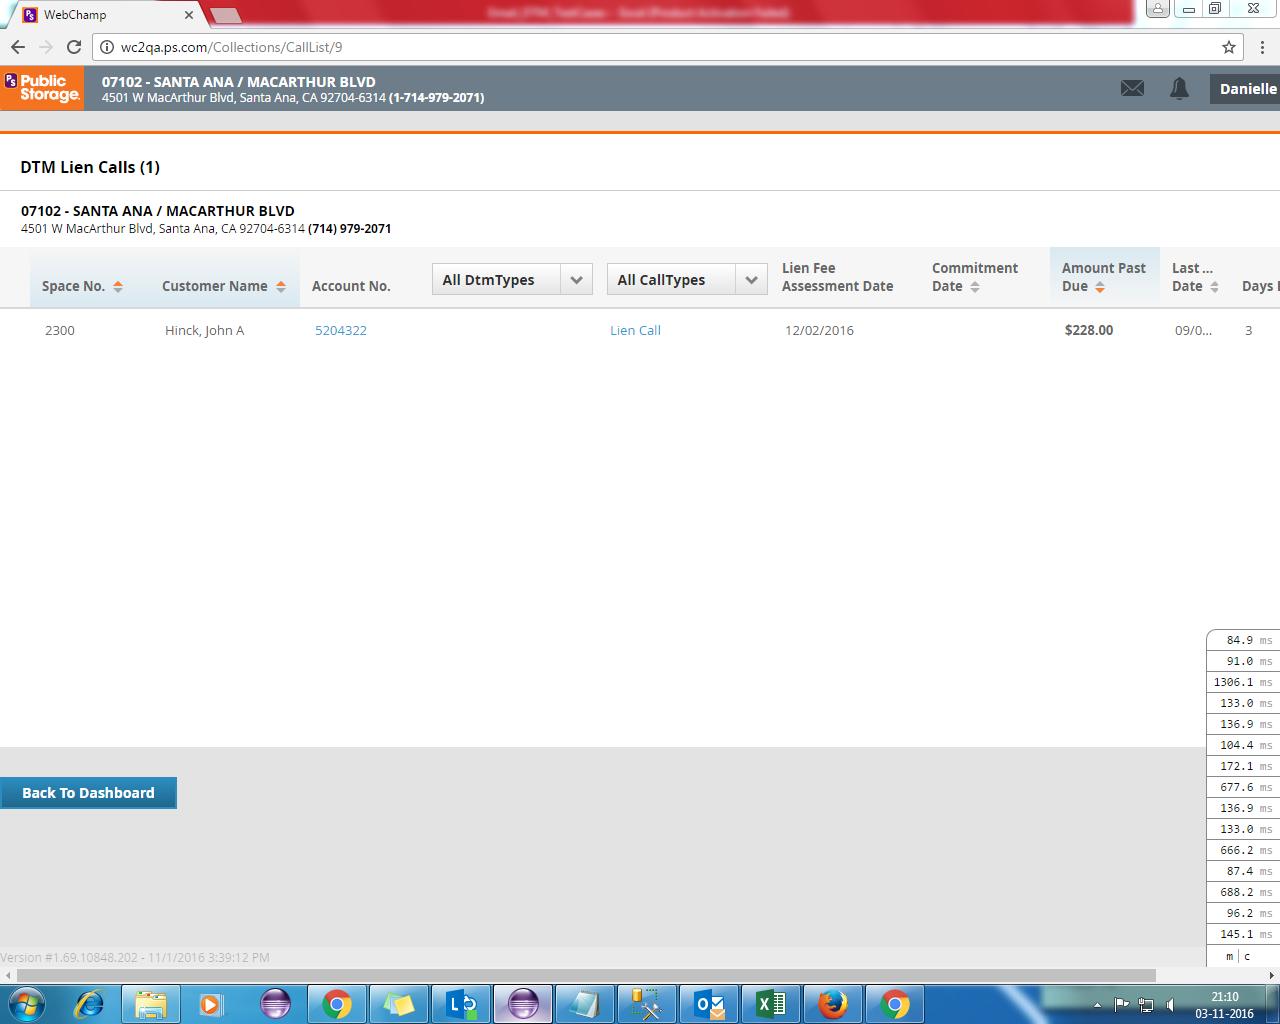 WebChamp
wc2qa.ps.com/Collections/CallList/9
PS Public Storage.
07102 - SANTA ANA / MACARTHUR BLVD
4501 W MacArthur Blvd, Santa Ana, CA 92704-6314 (1-714-979-2071)
Danielle
DTM Lien Calls (1)
07102 - SANTA ANA / MACARTHUR BLVD
4501 W MacArthur Blvd, Santa Ana, CA 92704-6314 (714) 979-2071
Space No. Customer Name Account No. All DtmTypes All CallTypes Lien Fee Assessment Date Commitment Date Amount Past Due Last ... Date Days
2300 Hinck, John A 5204322 Lien Call 12/02/2016 $228.00 09/0... 3
84.9 ms
91.0 ms
1306.1 ms
133.0 ms
136.9 ms
104.4 ms
172.1 ms
677.6 ms
136.9 ms
133.0 ms
666.2 ms
87.4 ms
688.2 ms
96.2 ms
145.1 ms
m | c
Back To Dashboard
Version #1.69.10848.202 - 11/1/2016 3:39:12 PM
21:10
03-11-2016